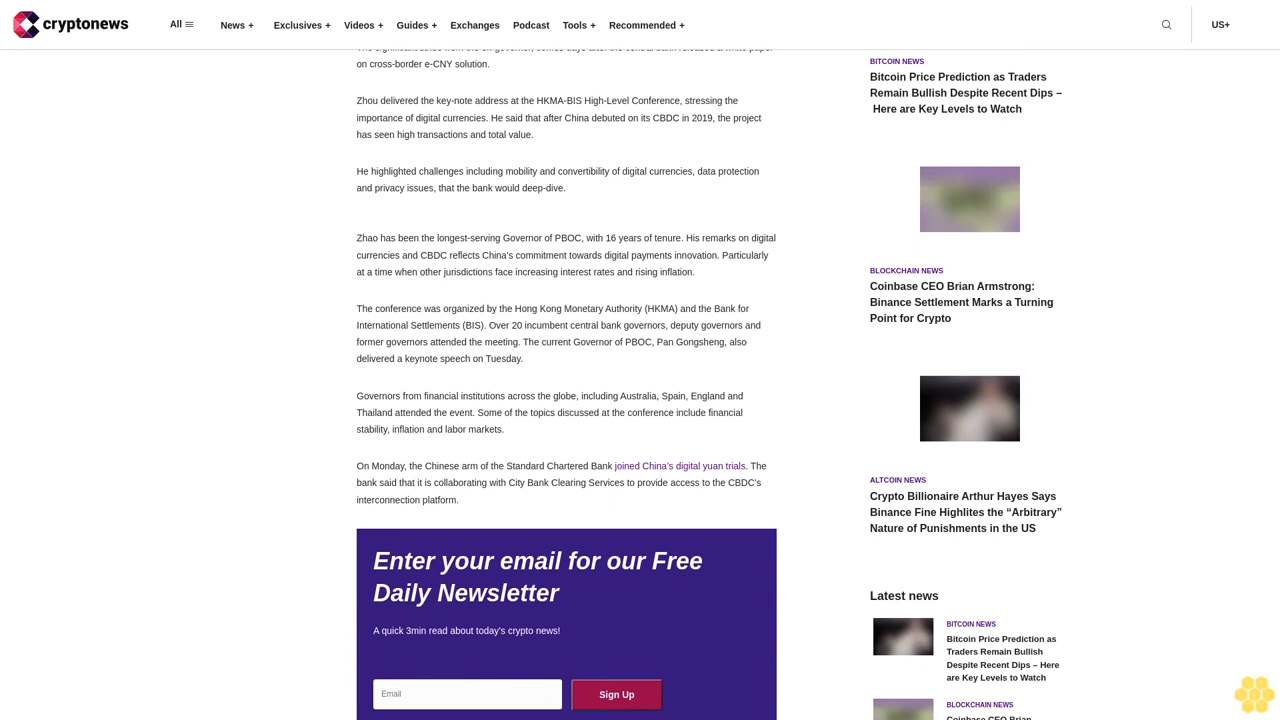 cryptonews
All
News +
Exclusives +
Videos +
Guides +
Exchanges
Podcast
Tools +
Recommended +
US+
on cross-border e-CNY solution.
Zhou delivered the key-note address at the HKMA-BIS High-Level Conference, stressing the
importance of digital currencies. He said that after China debuted on its CBDC in 2019, the project
has seen high transactions and total value.
He highlighted challenges including mobility and convertibility of digital currencies, data protection
and privacy issues, that the bank would deep-dive.
Zhao has been the longest-serving Governor of PBOC, with 16 years of tenure. His remarks on digital
currencies and CBDC reflects China’s commitment towards digital payments innovation. Particularly
at a time when other jurisdictions face increasing interest rates and rising inflation.
The conference was organized by the Hong Kong Monetary Authority (HKMA) and the Bank for
International Settlements (BIS). Over 20 incumbent central bank governors, deputy governors and
former governors attended the meeting. The current Governor of PBOC, Pan Gongsheng, also
delivered a keynote speech on Tuesday.
Governors from financial institutions across the globe, including Australia, Spain, England and
Thailand attended the event. Some of the topics discussed at the conference include financial
stability, inflation and labor markets.
On Monday, the Chinese arm of the Standard Chartered Bank joined China’s digital yuan trials. The
bank said that it is collaborating with City Bank Clearing Services to provide access to the CBDC’s
interconnection platform.
Enter your email for our Free
Daily Newsletter
A quick 3min read about today's crypto news!
Email
Sign Up
BITCOIN NEWS
Bitcoin Price Prediction as Traders
Remain Bullish Despite Recent Dips –
Here are Key Levels to Watch
BLOCKCHAIN NEWS
Coinbase CEO Brian Armstrong:
Binance Settlement Marks a Turning
Point for Crypto
ALTCOIN NEWS
Crypto Billionaire Arthur Hayes Says
Binance Fine Highlites the “Arbitrary”
Nature of Punishments in the US
Latest news
BITCOIN NEWS
Bitcoin Price Prediction as
Traders Remain Bullish
Despite Recent Dips – Here
are Key Levels to Watch
BLOCKCHAIN NEWS
Coinbase CEO Brian